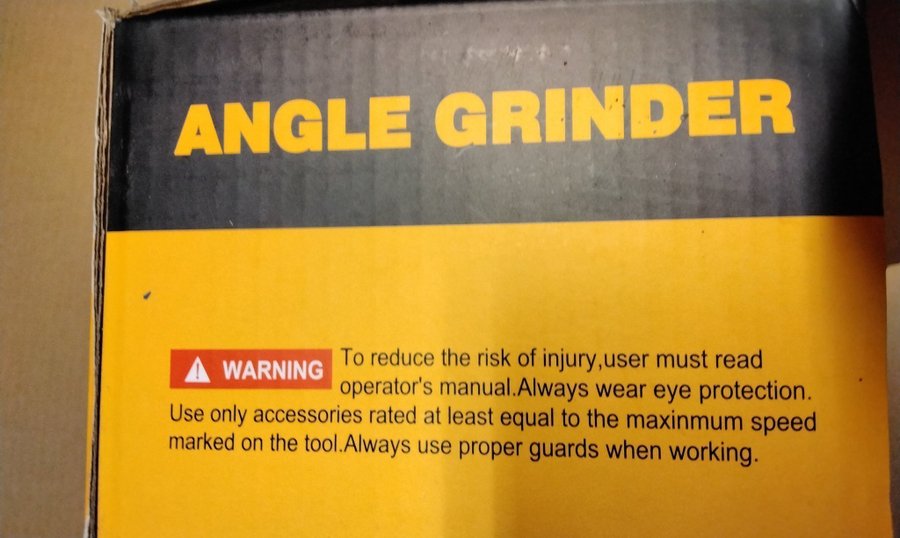 ANGLE GRINDER
WARNING To reduce the risk of injury,user must read
operator's manual.Always wear eye protection.
Use only accessories rated at least equal to the maxinmum speed
marked on the tool.Always use proper guards when working.